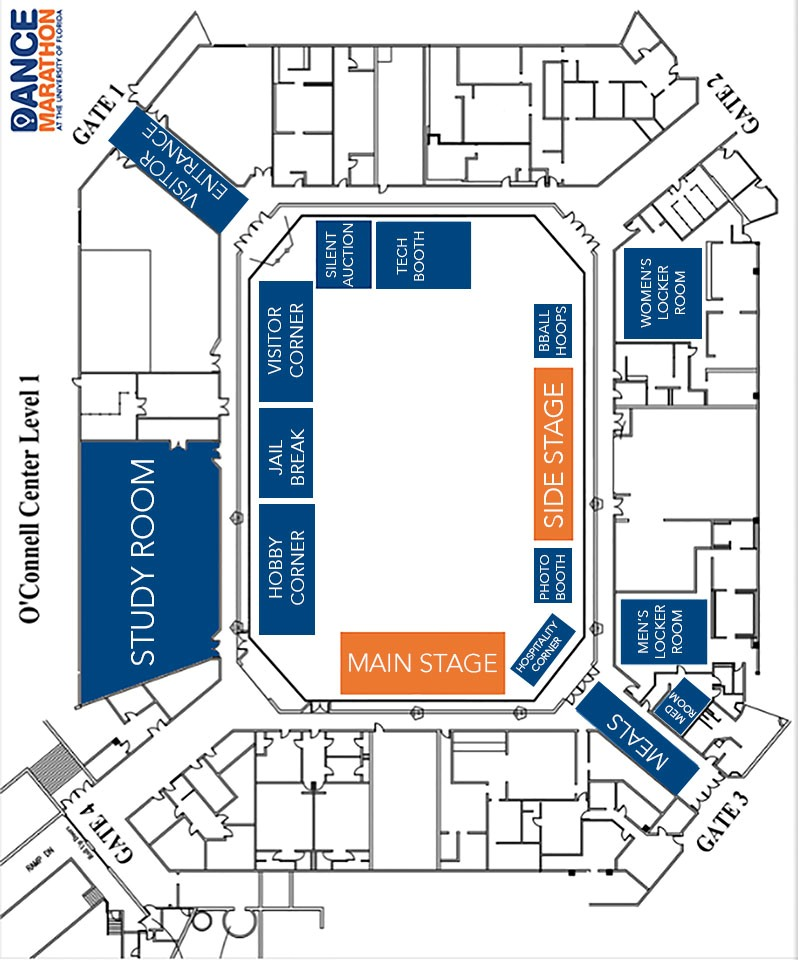 DANCE
MARATHON
AT THE UNIVERSITY OF FLORIDA
GATE 1
GATE 2
VISITOR
ENTRANCE
SILENT
AUCTION
TECH
BOOTH
WOMEN'S
LOCKER
ROOM
VISITOR
CORNER
BBALL
HOOPS
O'Connell Center Level 1
JAIL
BREAK
SIDE STAGE
STUDY ROOM
HOBBY
CORNER
PHOTO
BOOTH
MEN'S
LOCKER
ROOM
MAIN STAGE
HOSPITALITY
CORNER
MED
ROOM
MEALS
GATE 3
GATE 4
RAMP DN